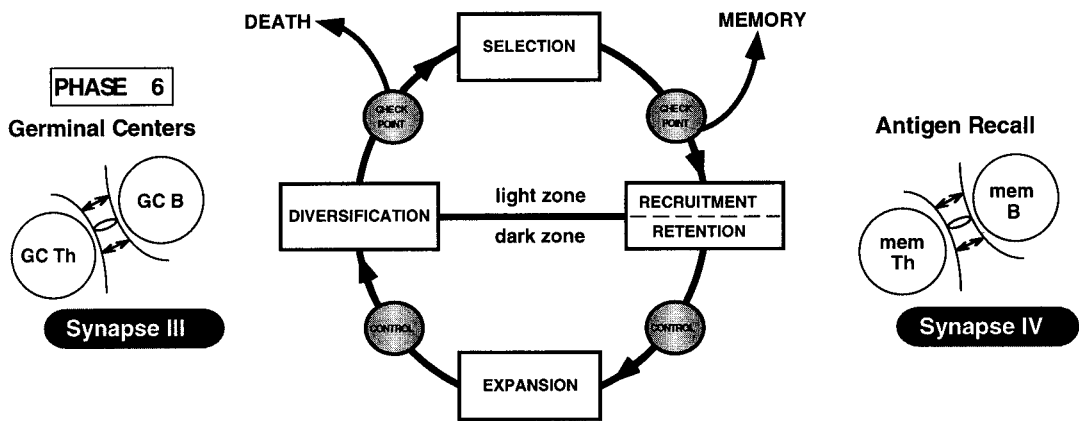 DEATH
MEMORY
SELECTION
PHASE 6
Germinal Centers
CHECK
POINT
CHECK
POINT
Antigen Recall
GC B
GC Th
mem
B
mem
Th
DIVERSIFICATION
light zone
dark zone
RECRUITMENT
RETENTION
Synapse III
CONTROL
CONTROL
Synapse IV
EXPANSION